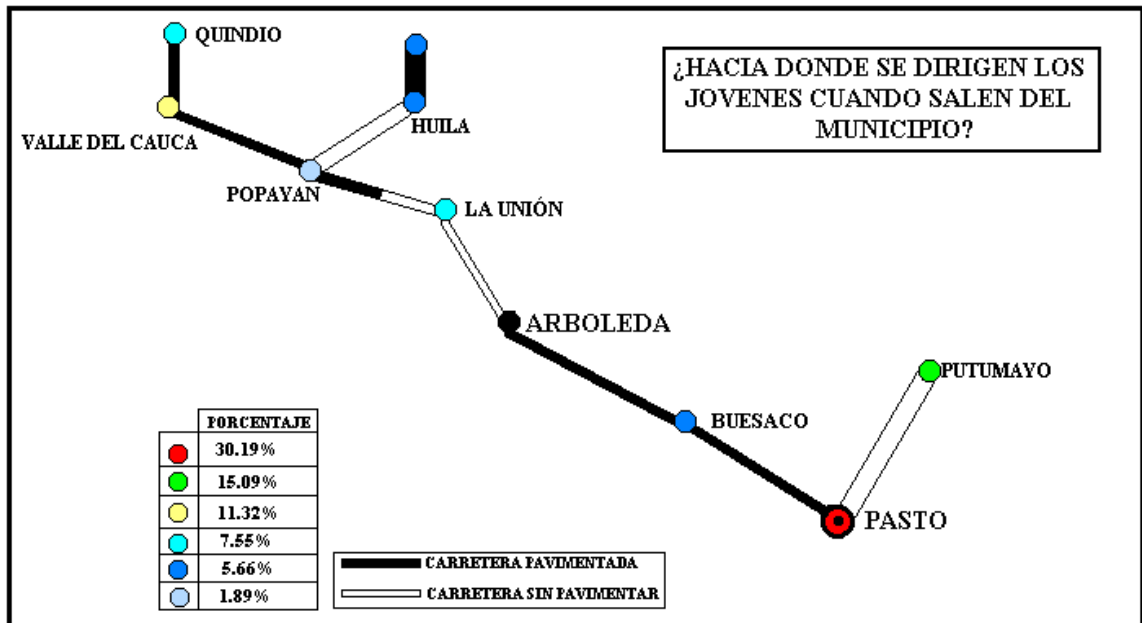 QUINDIO
¿HACIA DONDE SE DIRIGEN LOS
JOVENES CUANDO SALEN DEL
MUNICIPIO?
HUILA
VALLE DEL CAUCA
POPAYAN
LA UNIÓN
ARBOLEDA
PUTUMAYO
BUESACO
PASTO
PORCENTAJE
30.19%
15.09%
11.32%
7.55%
5.66%
1.89%
CARRETERA PAVIMENTADA
CARRETERA SIN PAVIMENTAR